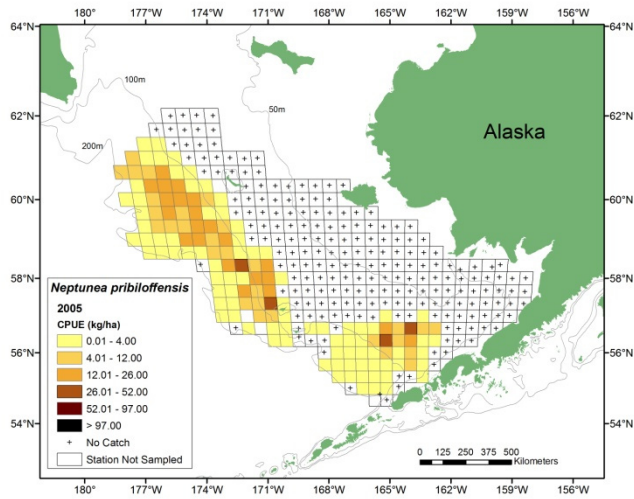 180° 177°W 174°W 171°W 168°W 165°W 162°W 159°W 156°W
64°N 64°N
100m
50m
62°N 62°N
200m
Alaska
60°N 60°N
58°N 58°N
Neptunea pribiloffensis
2005
CPUE (kg/ha)
0.01 - 4.00
4.01 - 12.00
12.01 - 26.00
26.01 - 52.00
52.01 - 97.00
> 97.00
+ No Catch
Station Not Sampled
56°N 56°N
54°N 54°N
0 125 250 375 500
Kilometers
180° 177°W 174°W 171°W 168°W 165°W 162°W 159°W 156°W